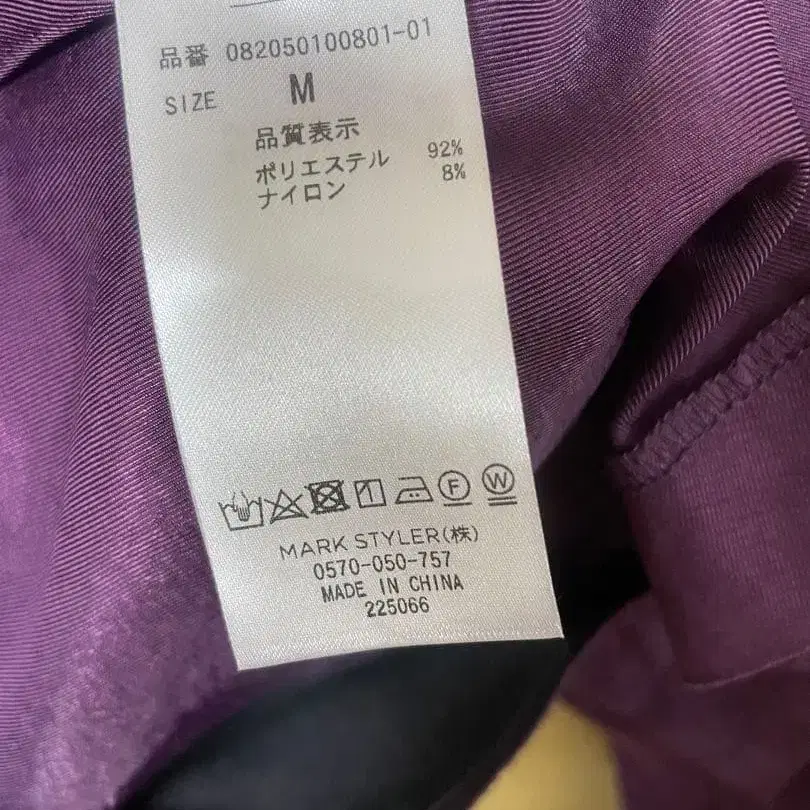 品番 082050100801-01
SIZE M
品質表示
ポリエステル 92%
ナイロン 8%
F W
MARK STYLER(株)
0570-050-757
MADE IN CHINA
225066